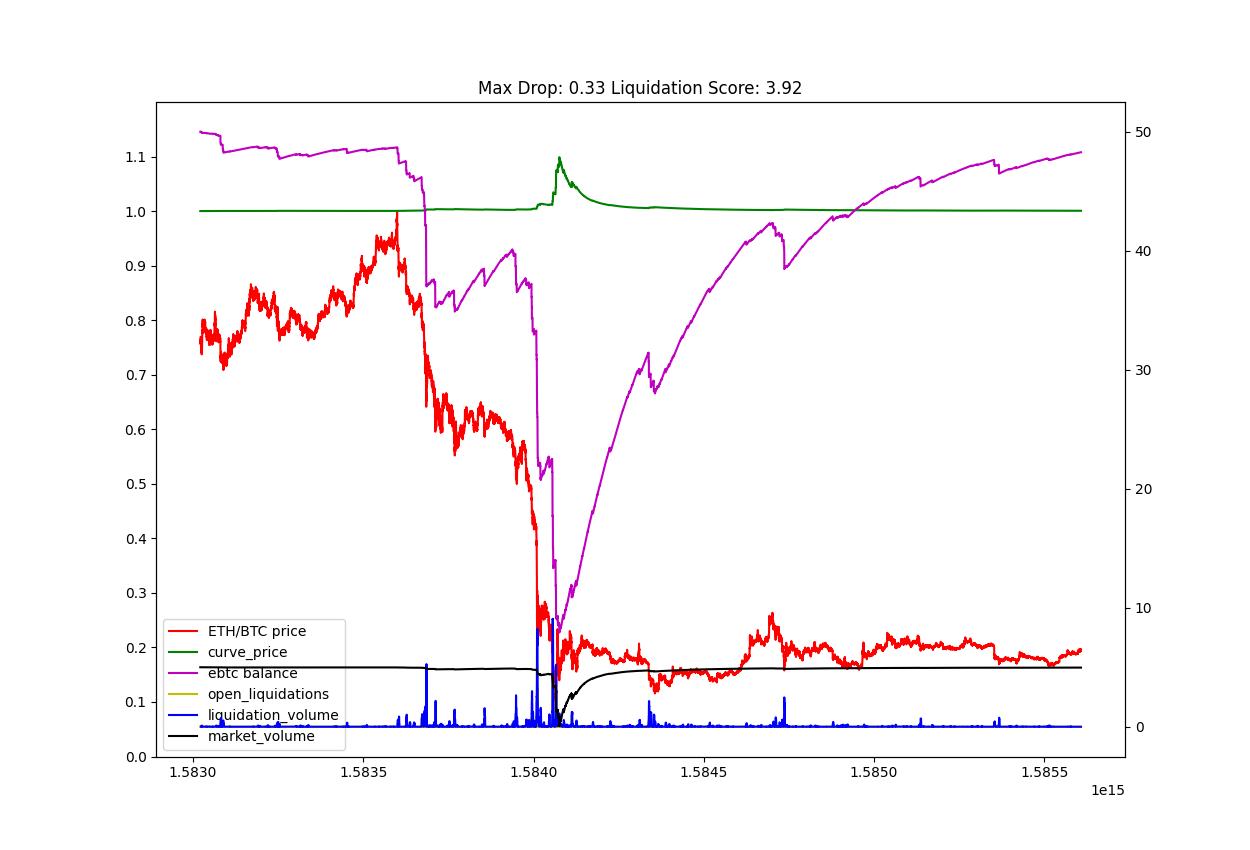 Max Drop: 0.33 Liquidation Score: 3.92
1.1
1.0
0.9
0.8
0.7
0.6
0.5
0.4
0.3
0.2
0.1
0.0
50
40
30
20
10
0
ETH/BTC price
curve_price
ebtc balance
open_liquidations
liquidation_volume
market_volume
1.5830 1.5835 1.5840 1.5845 1.5850 1.5855
1e15